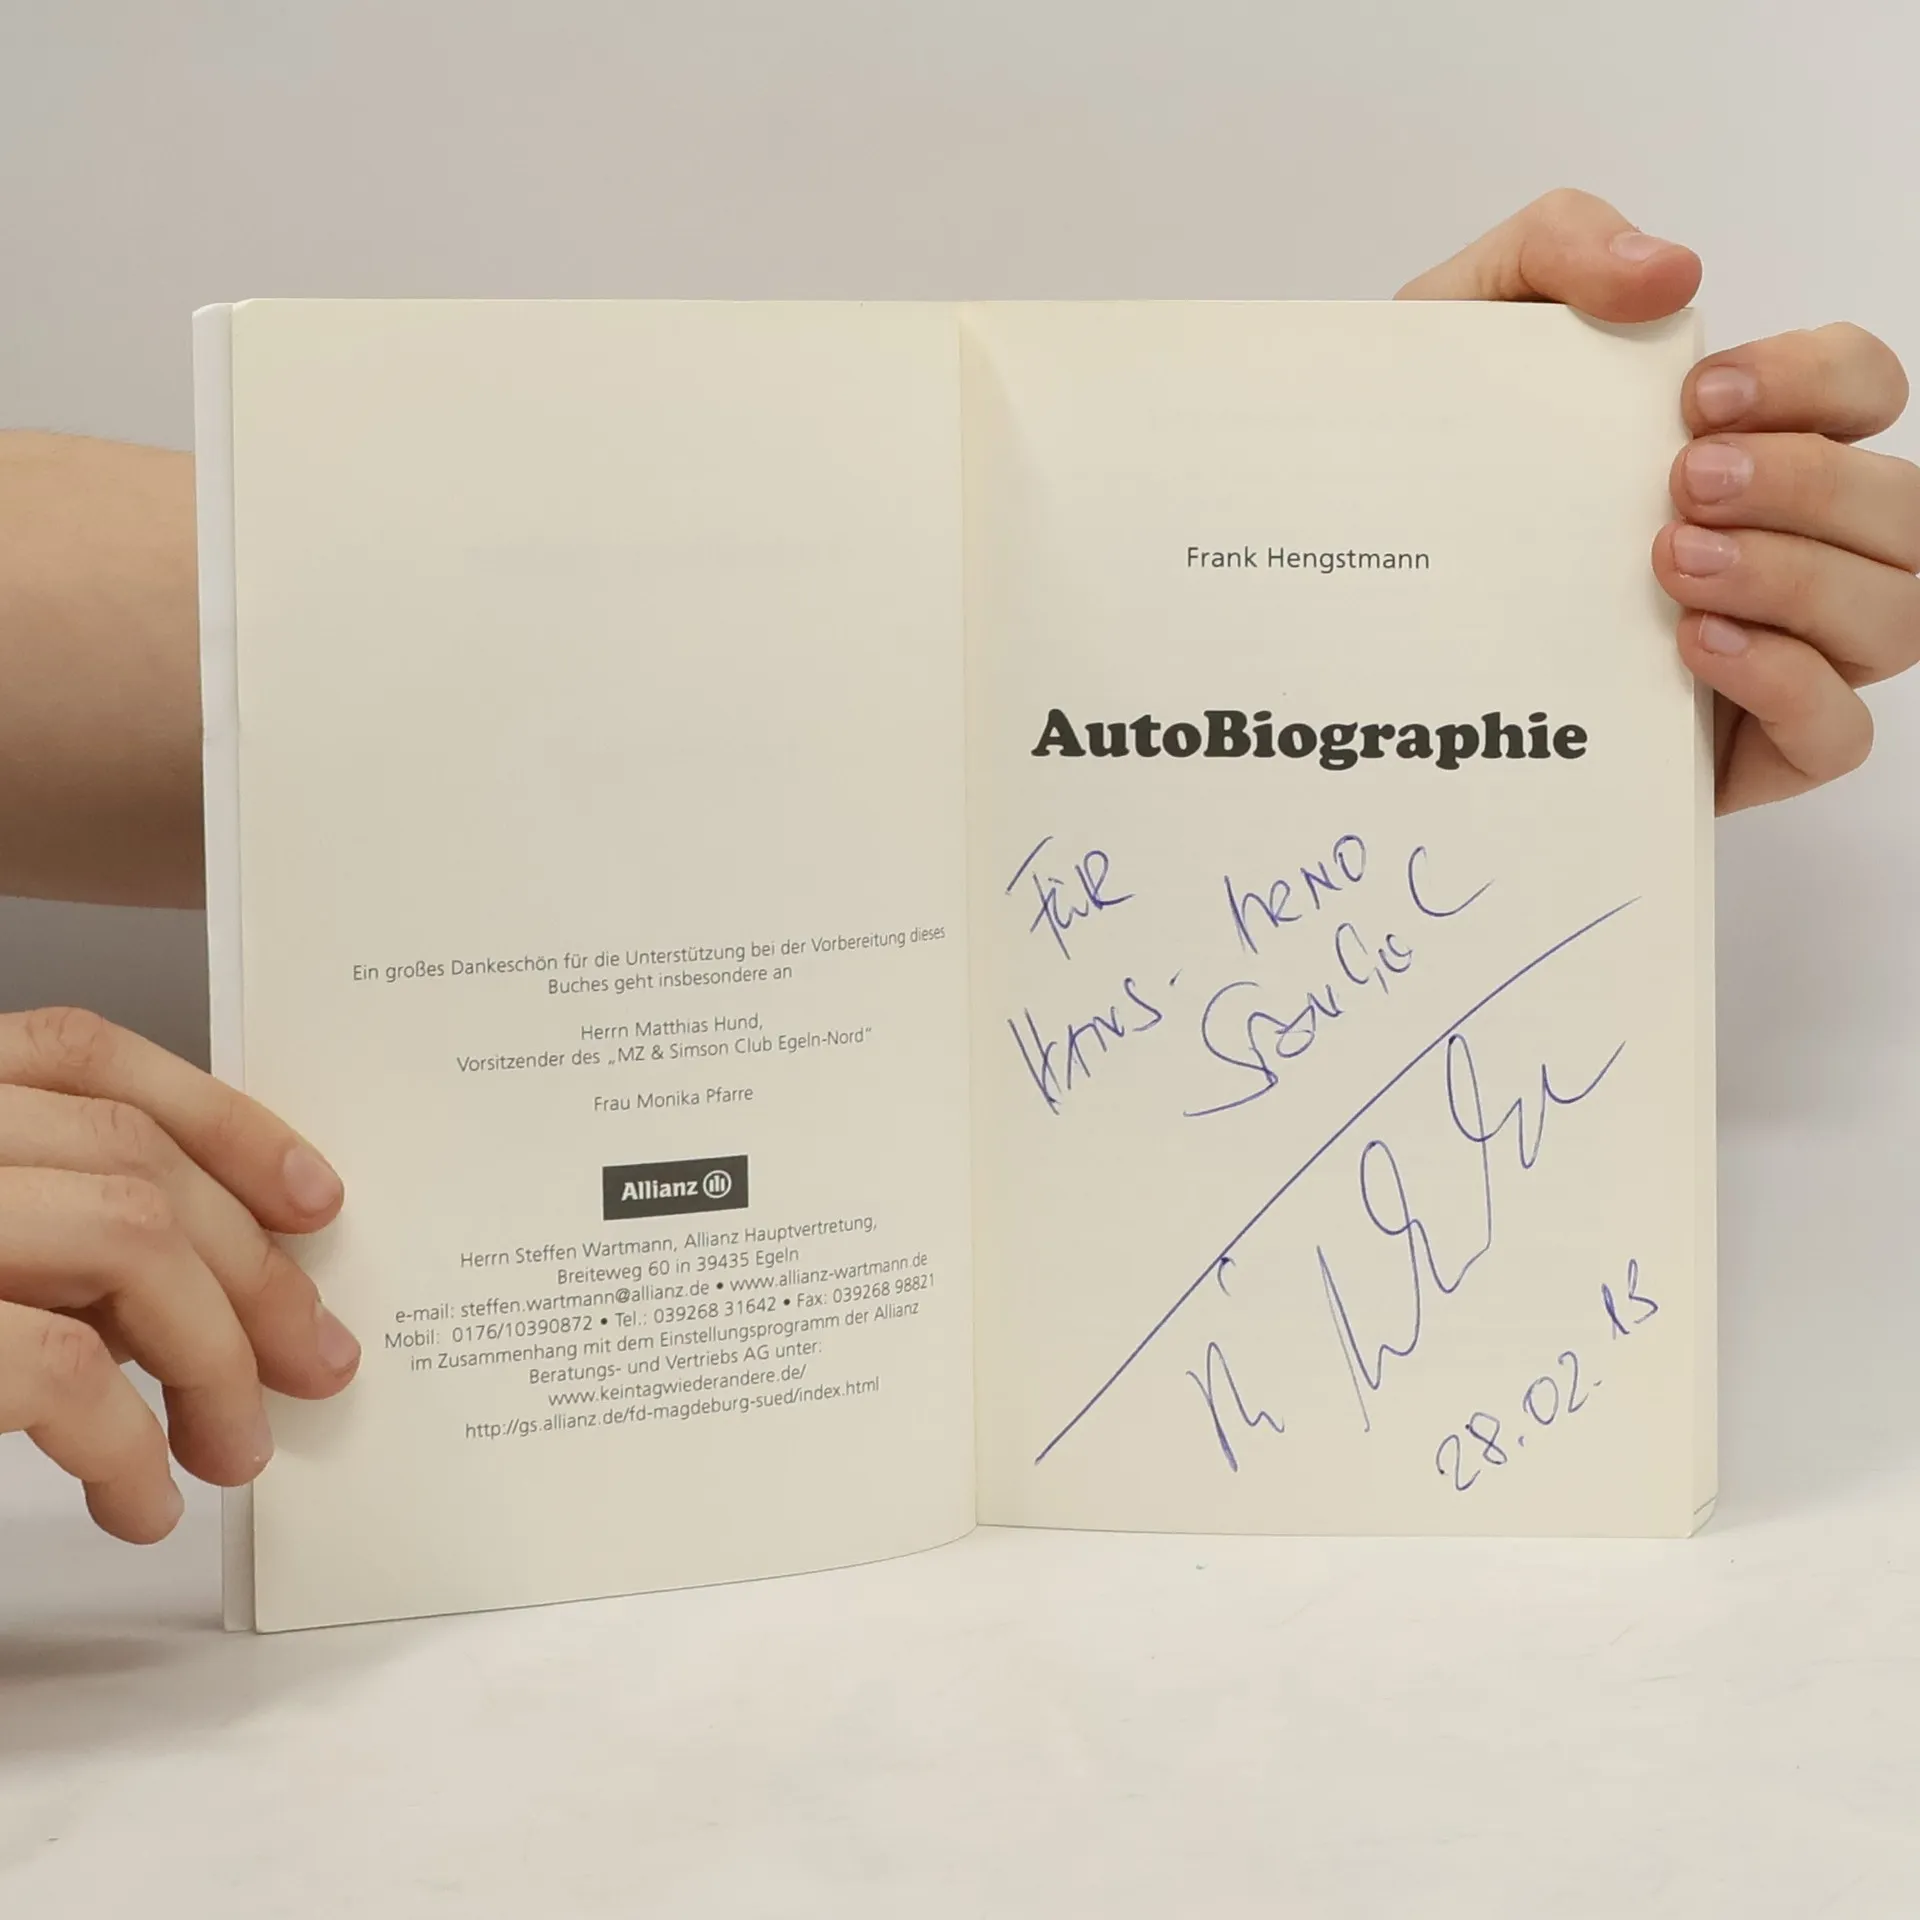 Ein großes Dankeschön für die Unterstützung bei der Vorbereitung dieses
Buches geht insbesondere an
Herrn Matthias Hund,
Vorsitzender des „MZ & Simson Club Egeln-Nord“
Frau Monika Pfarre
Allianz
Herrn Steffen Wartmann, Allianz Hauptvertretung,
Breiteweg 60 in 39435 Egeln
e-mail: steffen.wartmann@allianz.de • www.allianz-wartmann.de
Mobil: 0176/10390872 • Tel.: 039268 31642 • Fax: 039268 98821
im Zusammenhang mit dem Einstellungsprogramm der Allianz
Beratungs- und Vertriebs AG unter:
www.keintagwiederandere.de/
http://gs.allianz.de/fd-magdeburg-sued/index.html
Frank Hengstmann
AutoBiographie
FüR
HANS-ARNO
28.02.13